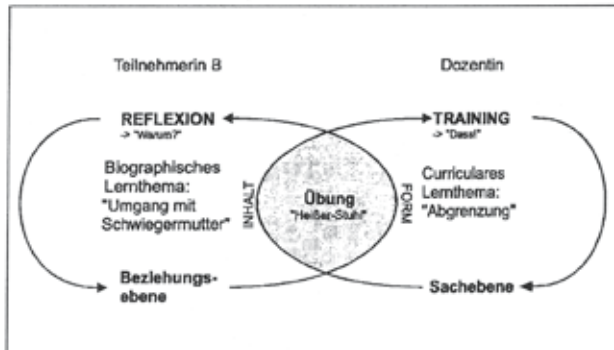 Teilnehmerin B
Dozentin
REFLEXION
-> "Warum?"
TRAINING
-> "Dass!"
Biographisches
Lernthema:
"Umgang mit
Schwiegermutter"
INHALT
Übung
"Heißer-Stuhl"
FORM
Curriculares
Lernthema:
"Abgrenzung"
Beziehungs-
ebene
Sachebene